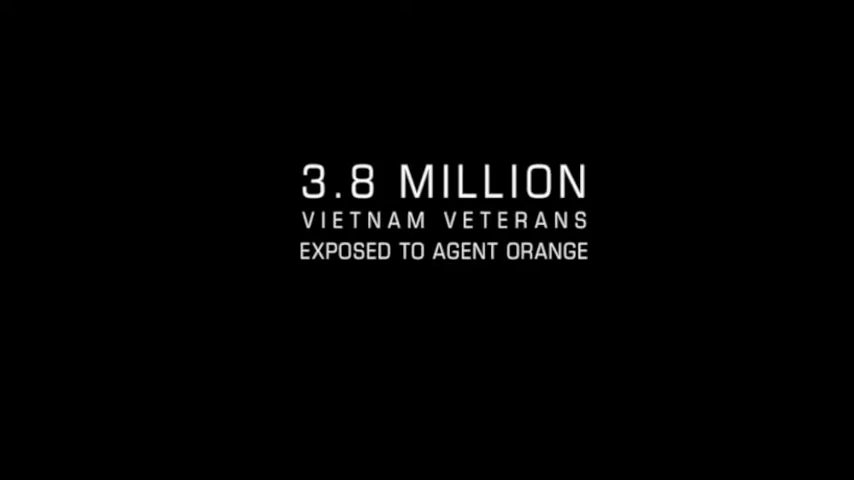 3.8 MILLION
VIETNAM VETERANS
EXPOSED TO AGENT ORANGE